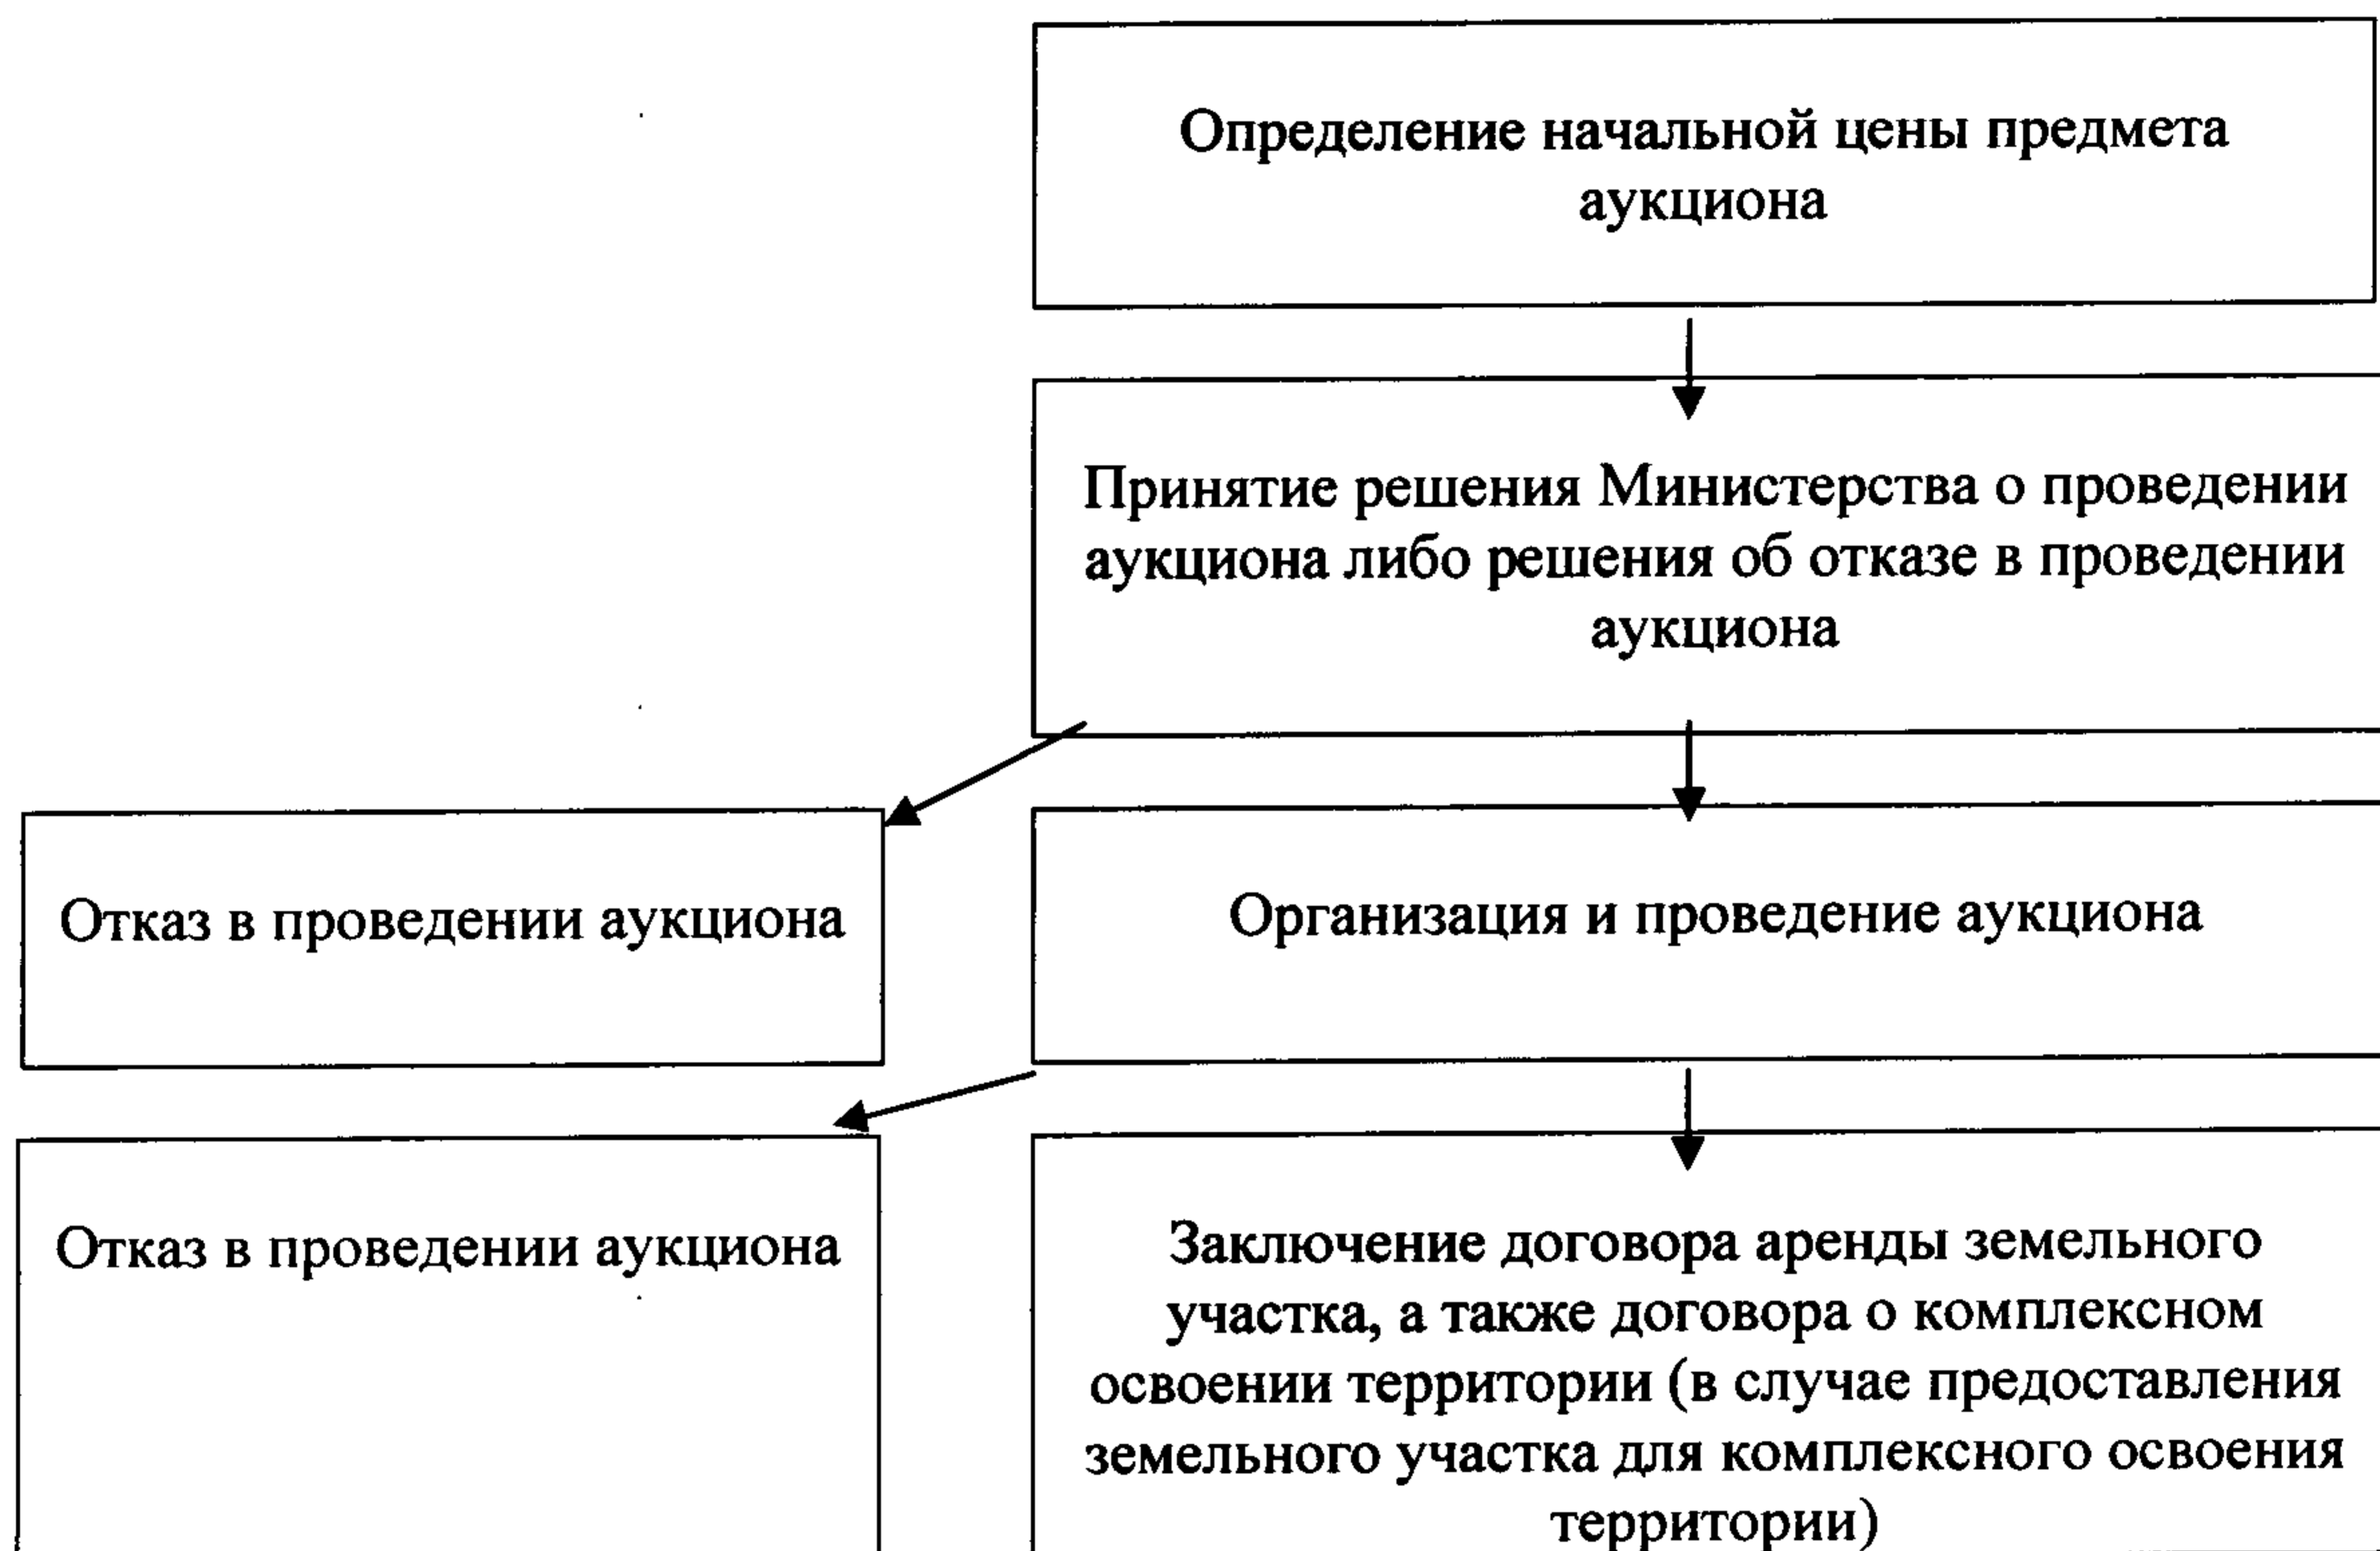 Определение начальной цены предмета
аукциона
Принятие решения Министерства о проведении
аукциона либо решения об отказе в проведении
аукциона
Отказ в проведении аукциона
Организация и проведение аукциона
Отказ в проведении аукциона
Заключение договора аренды земельного
участка, а также договора о комплексном
освоении территории (в случае предоставления
земельного участка для комплексного освоения
территории)